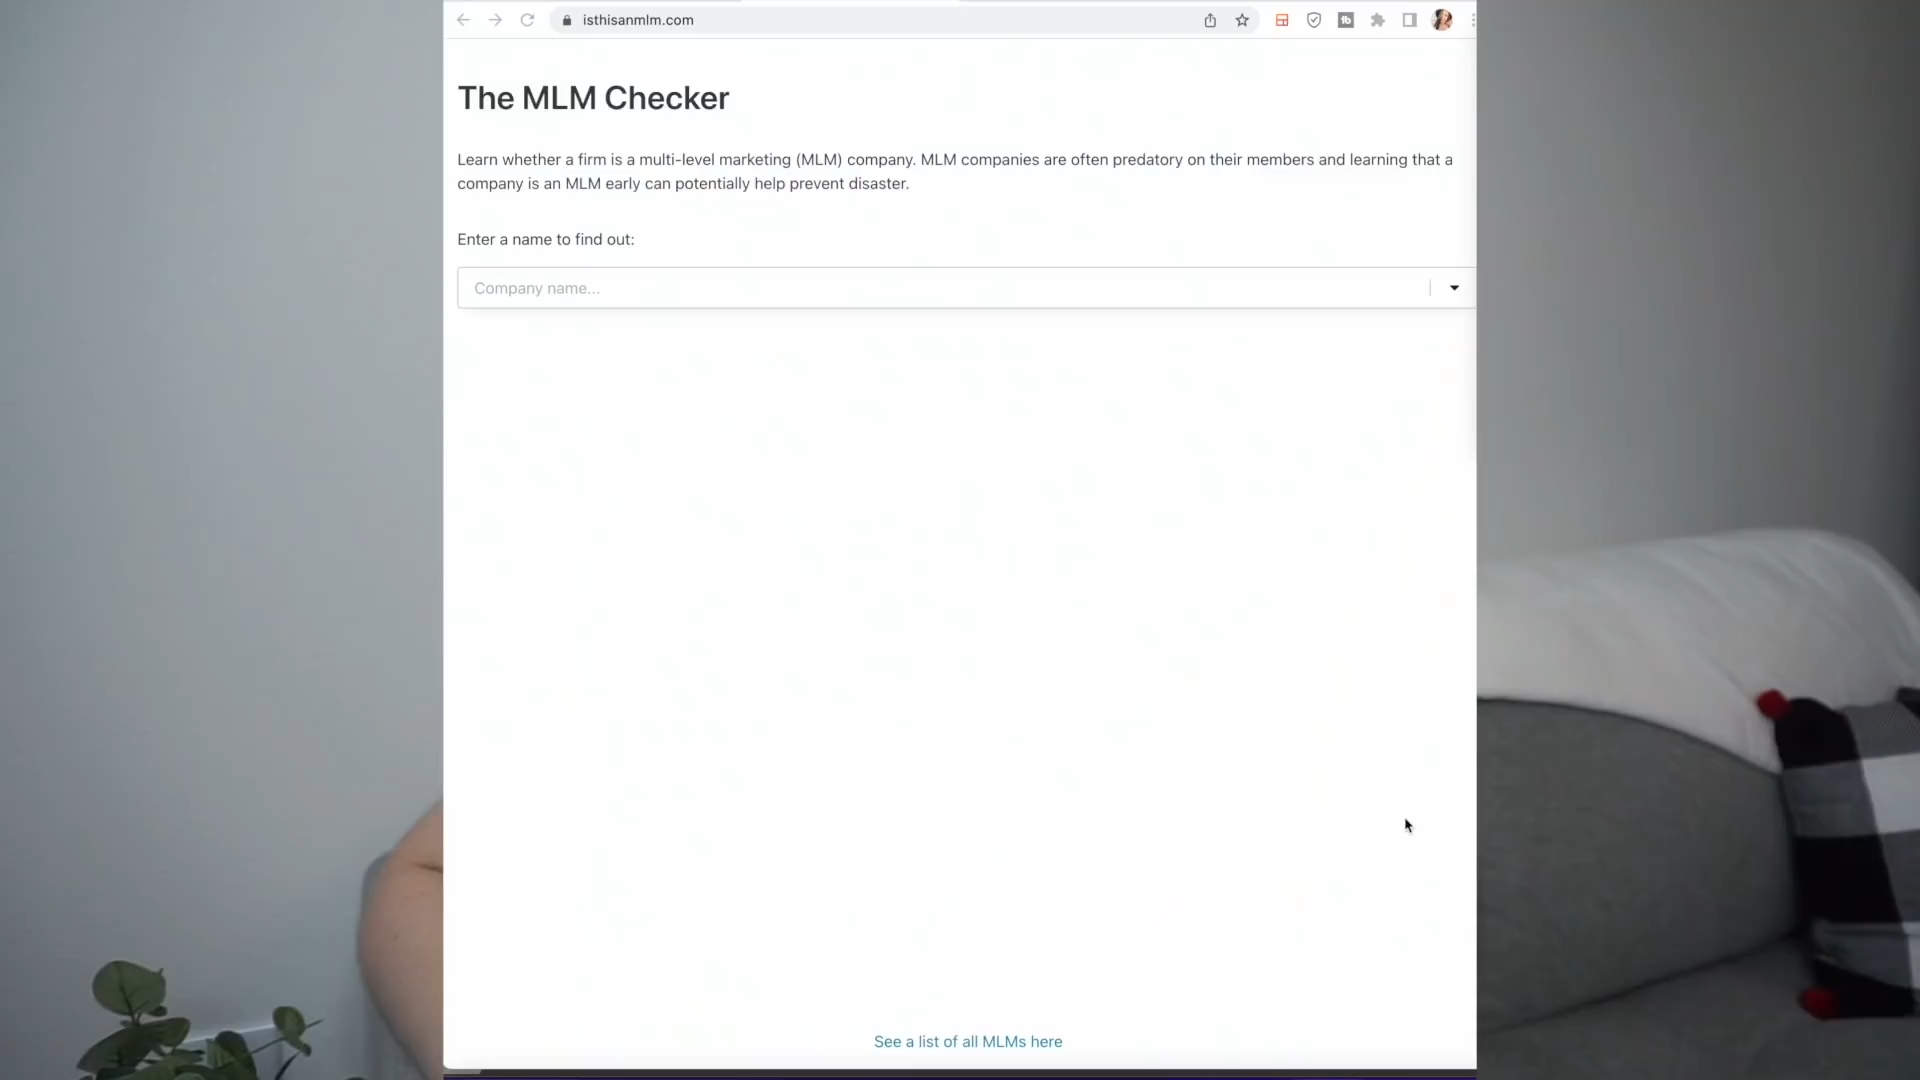 isthisanmlm.com
The MLM Checker
Learn whether a firm is a multi-level marketing (MLM) company. MLM companies are often predatory on their members and learning that a
company is an MLM early can potentially help prevent disaster.
Enter a name to find out:
Company name...
See a list of all MLMs here